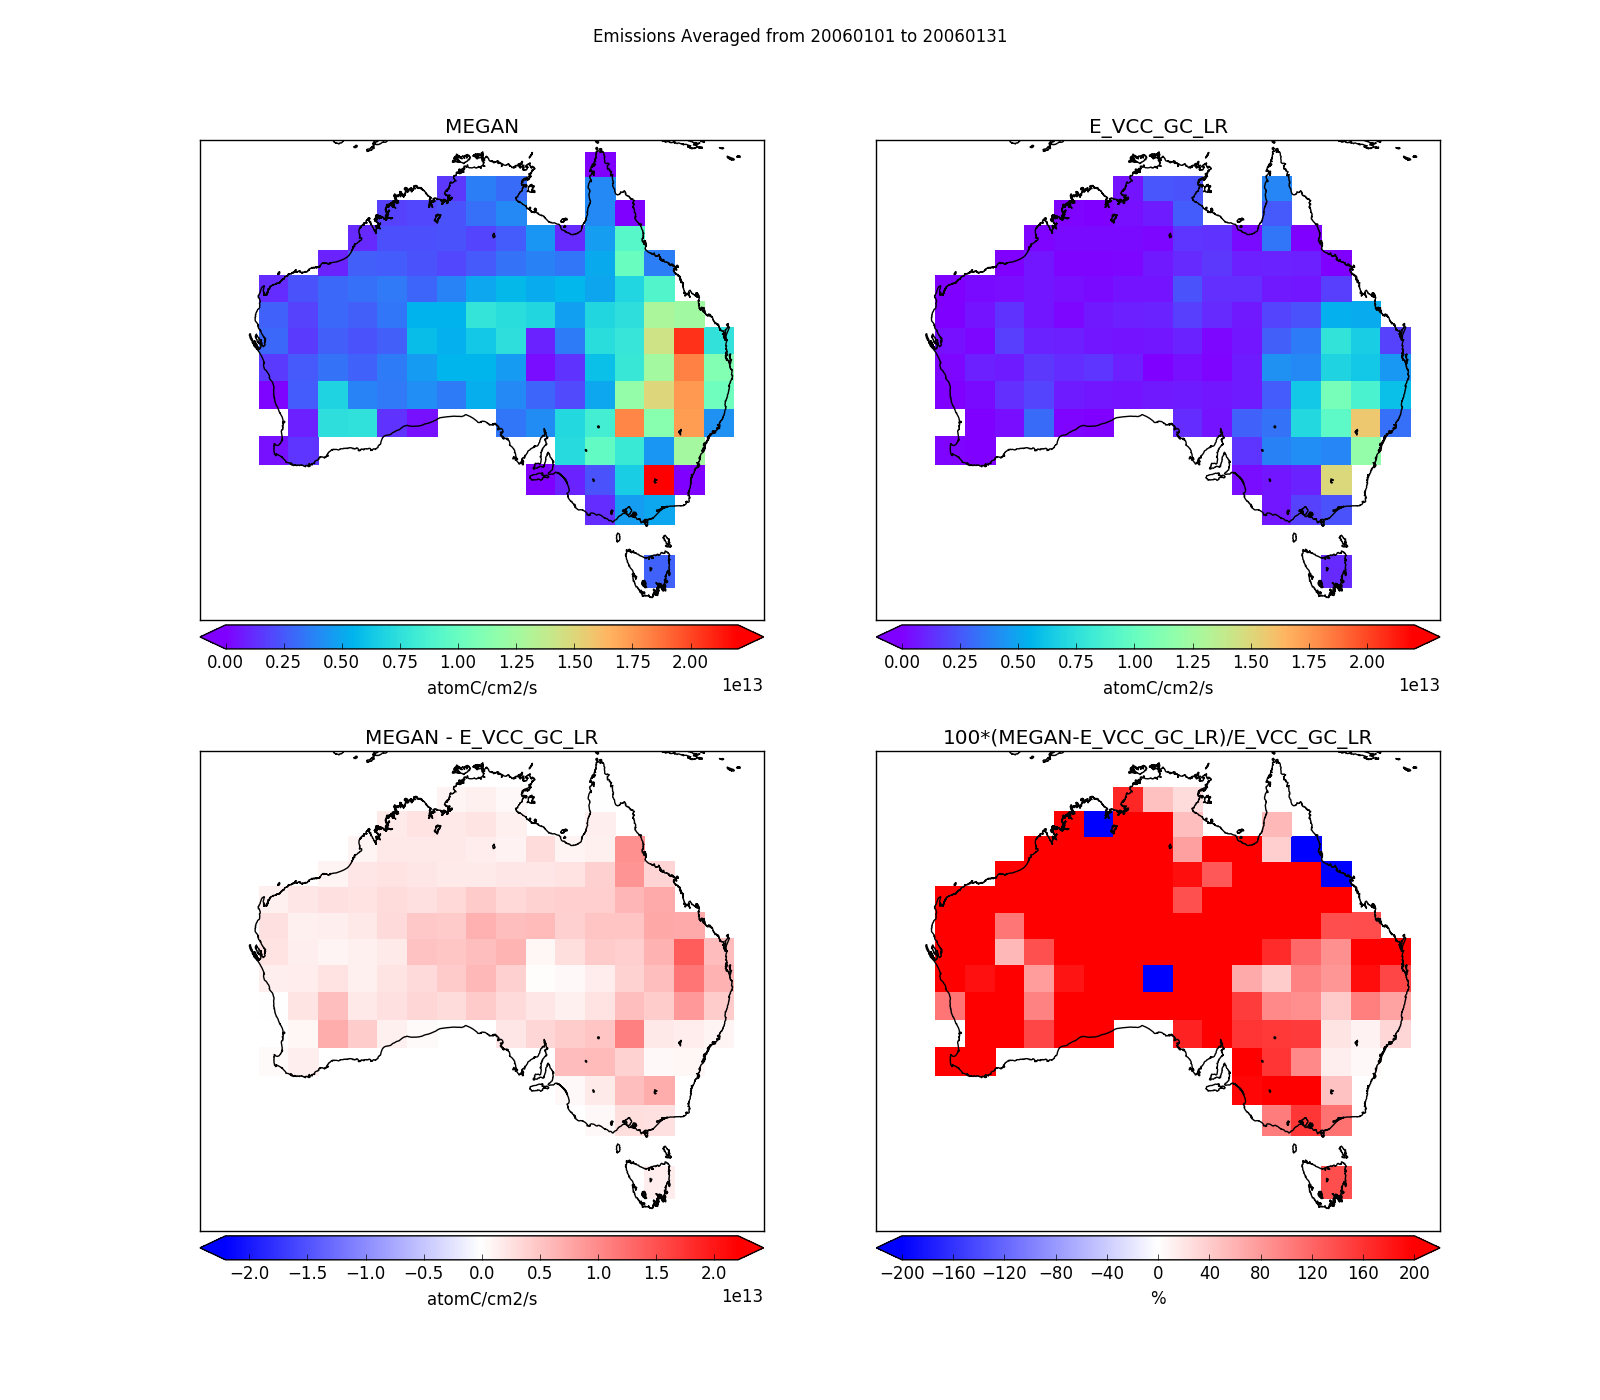 Emissions Averaged from 20060101 to 20060131
MEGAN
E_VCC_GC_LR
0.00 0.25 0.50 0.75 1.00 1.25 1.50 1.75 2.00
1e13
atomC/cm2/s
0.00 0.25 0.50 0.75 1.00 1.25 1.50 1.75 2.00
1e13
atomC/cm2/s
MEGAN - E_VCC_GC_LR
100*(MEGAN-E_VCC_GC_LR)/E_VCC_GC_LR
−2.0 −1.5 −1.0 −0.5 0.0 0.5 1.0 1.5 2.0
1e13
atomC/cm2/s
−200 −160 −120 −80 −40 0 40 80 120 160 200
%